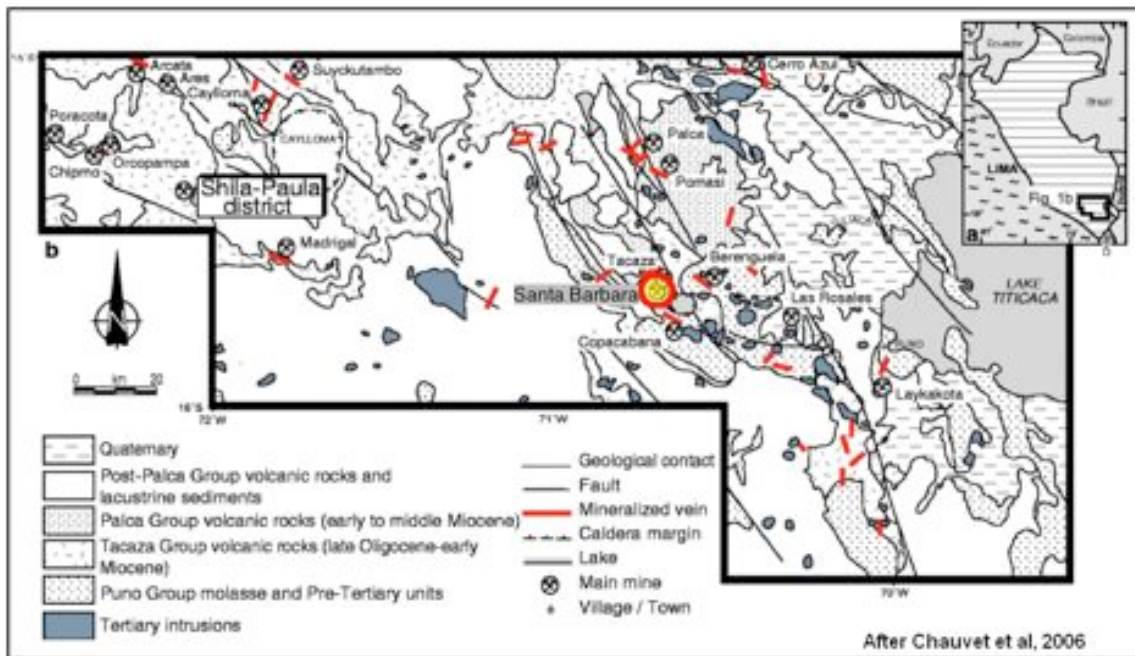 Ecuador
Colombia
Brazil
LIMA
Fig. 1b
a
Arcata
Ares
Suyckutambo
Caylloma
CAYLLOMA
Poracota
Orcopampa
Chipmo
Shila-Paula
district
Madrigal
b
Cerro Azul
Palca
Pomasi
Tacaza
Berenguela
Santa Barbara
Las Rosales
Copacabana
Laykakota
LAKE
TITICACA
0 km 20
16°S
72°W
71°W
70°W
Quaternary
Post-Palca Group volcanic rocks and
lacustrine sediments
Palca Group volcanic rocks (early to middle Miocene)
Tacaza Group volcanic rocks (late Oligocene-early
Miocene)
Puno Group molasse and Pre-Tertiary units
Tertiary intrusions
Geological contact
Fault
Mineralized vein
Caldera margin
Lake
Main mine
Village / Town
After Chauvet et al, 2006